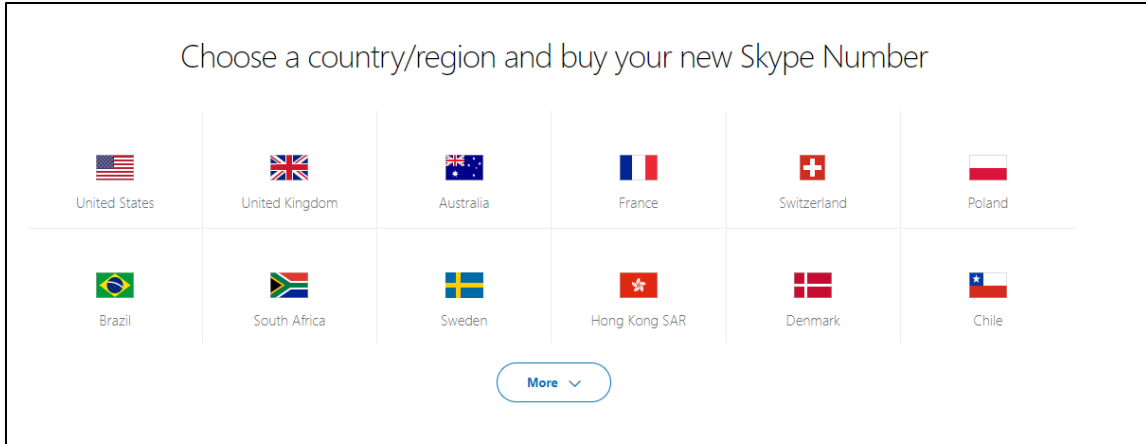 Choose a country/region and buy your new Skype Number
United States
United Kingdom
Australia
France
Switzerland
Poland
Brazil
South Africa
Sweden
Hong Kong SAR
Denmark
Chile
More